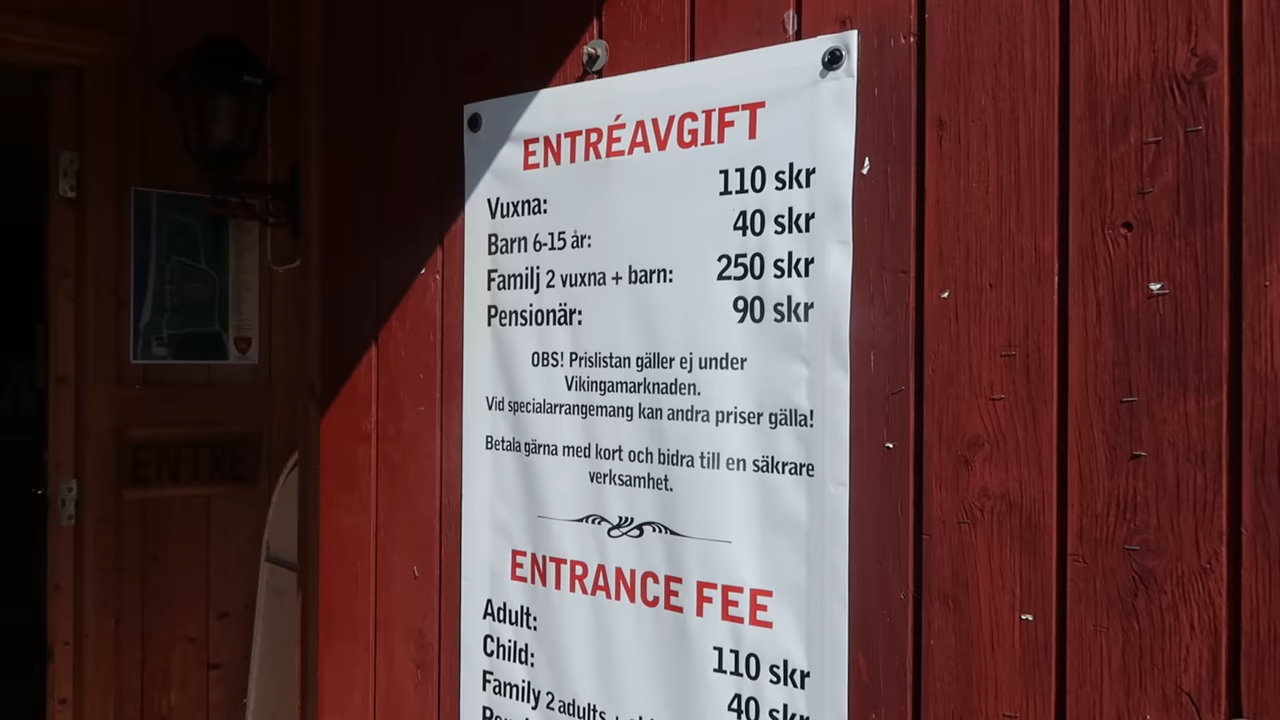 ENTRÉAVGIFT
Vuxna: 110 skr
Barn 6-15 år: 40 skr
Familj 2 vuxna + barn: 250 skr
Pensionär: 90 skr
OBS! Prislistan gäller ej under
Vikingamarknaden.
Vid specialarrangemang kan andra priser gälla!
Betala gärna med kort och bidra till en säkrare
verksamhet.
ENTRANCE FEE
Adult: 110 skr
Child: 40 skr
Family 2 adults +
ENTRÉ